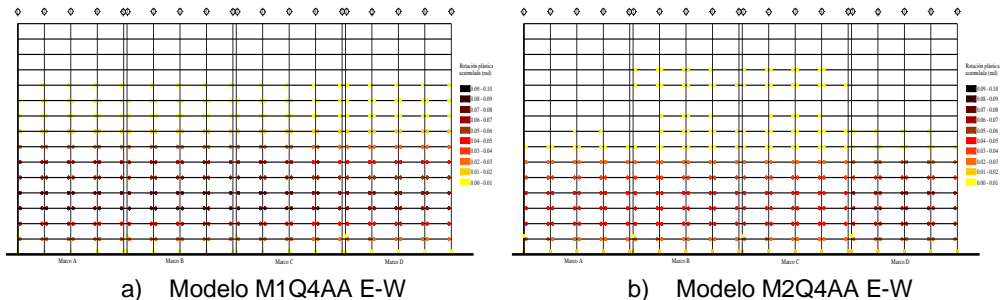 Rotación plástica
acumulada (rad)
0.09 - 0.10
0.08 - 0.09
0.07 - 0.08
0.06 - 0.07
0.05 - 0.06
0.04 - 0.05
0.03 - 0.04
0.02 - 0.03
0.01 - 0.02
0.00 - 0.01
Marco A Marco B Marco C Marco D
a) Modelo M1Q4AA E-W
Rotación plástica
acumulada (rad)
0.09 - 0.10
0.08 - 0.09
0.07 - 0.08
0.06 - 0.07
0.05 - 0.06
0.04 - 0.05
0.03 - 0.04
0.02 - 0.03
0.01 - 0.02
0.00 - 0.01
Marco A Marco B Marco C Marco D
b) Modelo M2Q4AA E-W